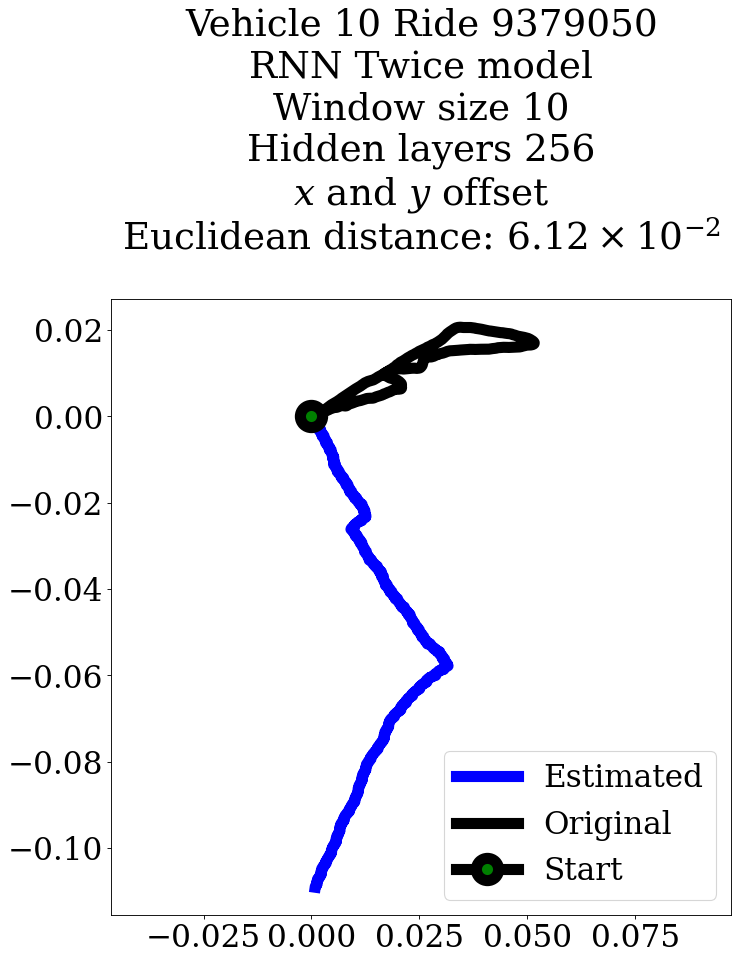 Vehicle 10 Ride 9379050
RNN Twice model
Window size 10
Hidden layers 256
x and y offset
Euclidean distance: 6.12 × 10⁻²
0.02
0.00
−0.02
−0.04
−0.06
−0.08
−0.10
Estimated
Original
Start
−0.025 0.000 0.025 0.050 0.075